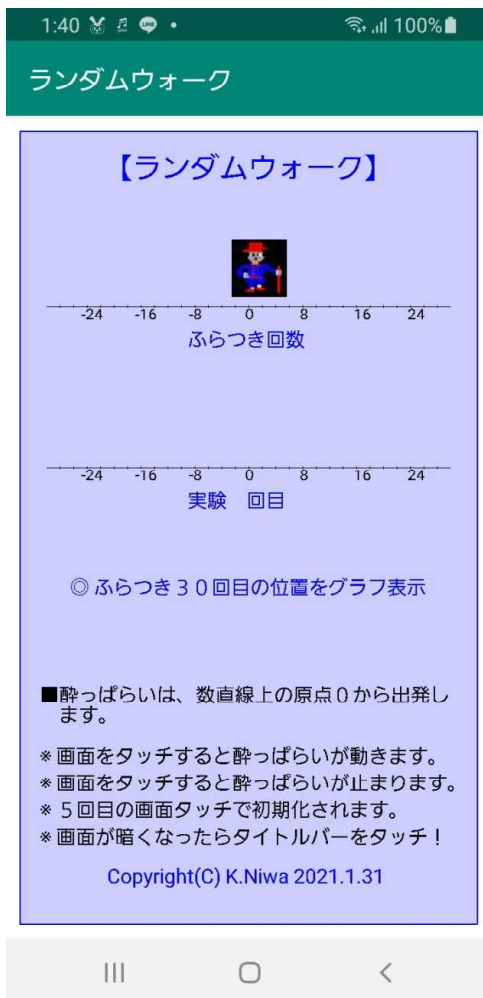 1:40 100%
ランダムウォーク
【ランダムウォーク】
-24 -16 -8 0 8 16 24
ふらつき回数
-24 -16 -8 0 8 16 24
実験 回目
◎ふらつき３０回目の位置をグラフ表示
■酔っぱらいは、数直線上の原点０から出発し
ます。
※画面をタッチすると酔っぱらいが動きます。
※画面をタッチすると酔っぱらいが止まります。
※５回目の画面タッチで初期化されます。
※画面が暗くなったらタイトルバーをタッチ！
Copyright(C) K.Niwa 2021.1.31